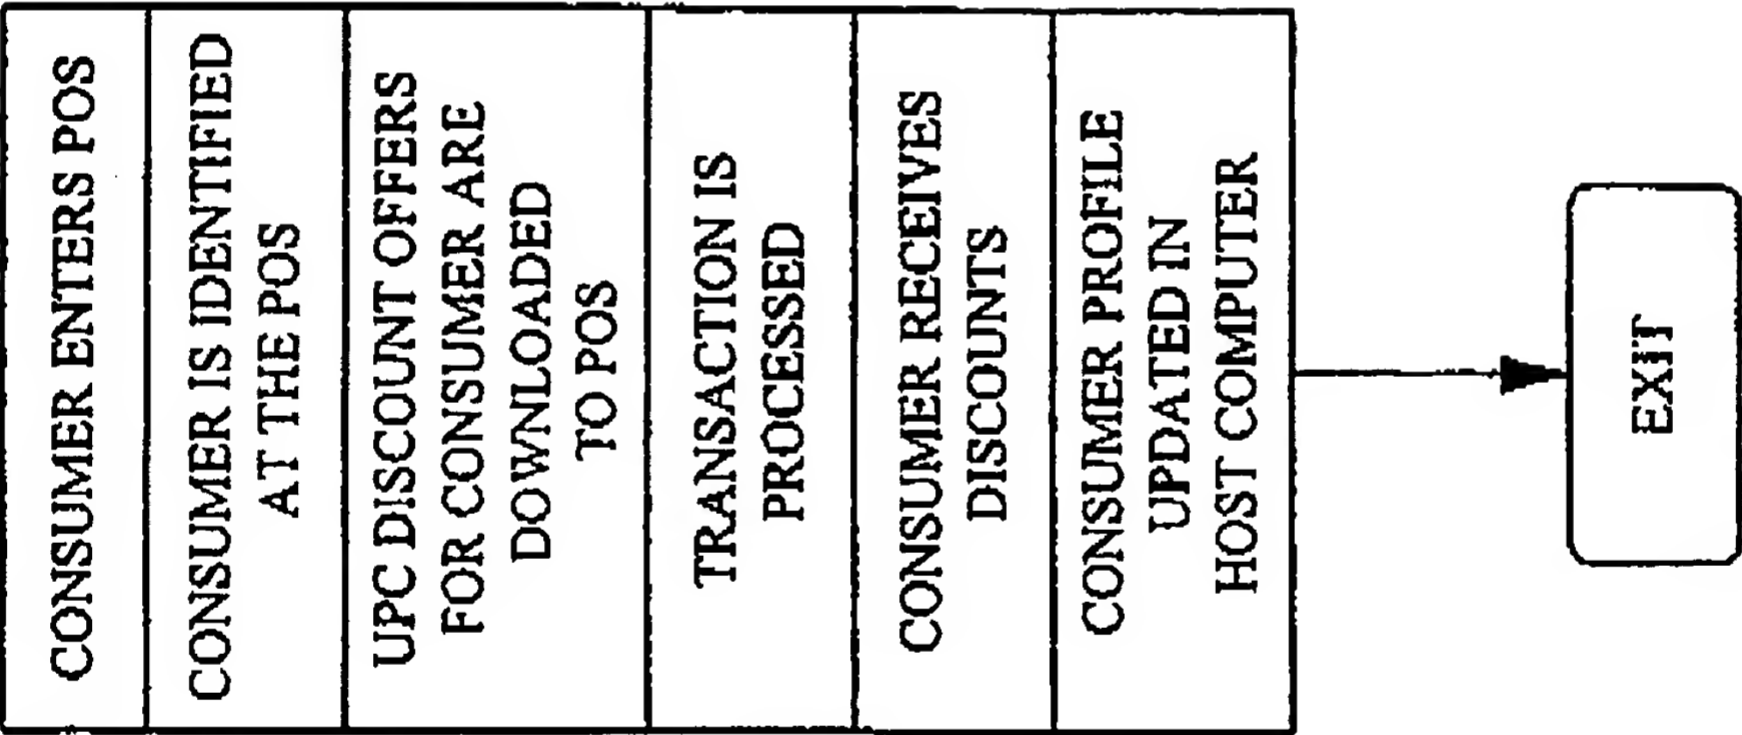 CONSUMER ENTERS POS
CONSUMER IS IDENTIFIED
AT THE POS
UPC DISCOUNT OFFERS
FOR CONSUMER ARE
DOWNLOADED
TO POS
TRANSACTION IS
PROCESSED
CONSUMER RECEIVES
DISCOUNTS
CONSUMER PROFILE
UPDATED IN
HOST COMPUTER
EXIT